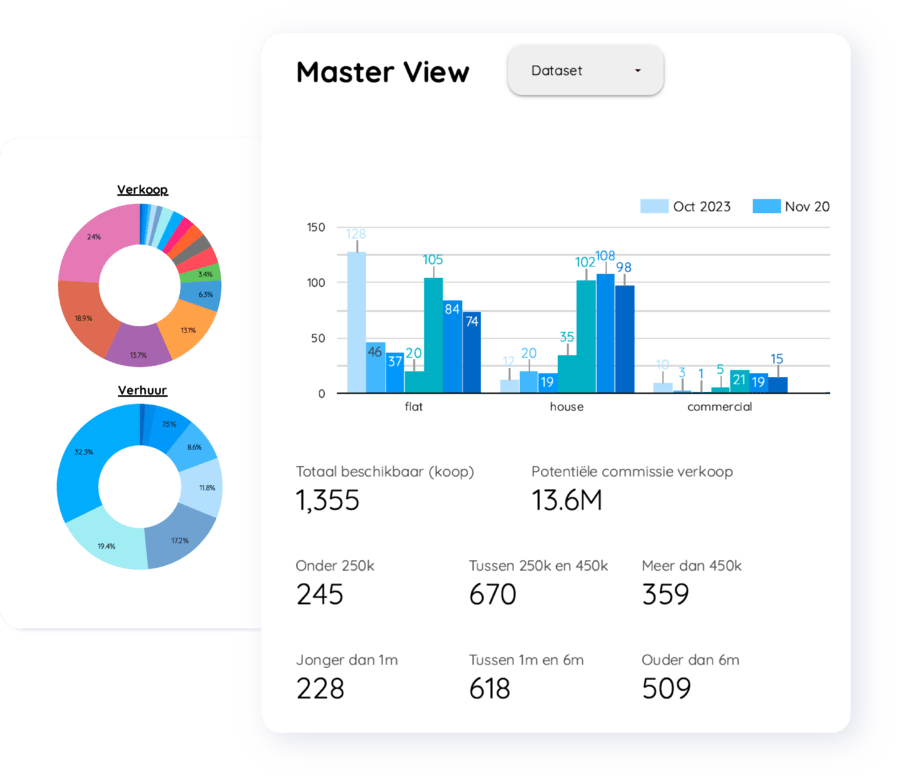 Master View
Dataset
Verkoop
24%
3.4%
6.3%
13.1%
13.7%
18.9%
Verhuur
7.5%
8.6%
11.8%
17.2%
19.4%
32.3%
Oct 2023 Nov 20
150
100
50
0
128 46 37 20 105 84 74
12 20 19 35 102 108 98
10 3 1 5 21 19 15
flat house commercial
Totaal beschikbaar (koop) Potentiële commissie verkoop
1,355 13.6M
Onder 250k Tussen 250k en 450k Meer dan 450k
245 670 359
Jonger dan 1m Tussen 1m en 6m Ouder dan 6m
228 618 509